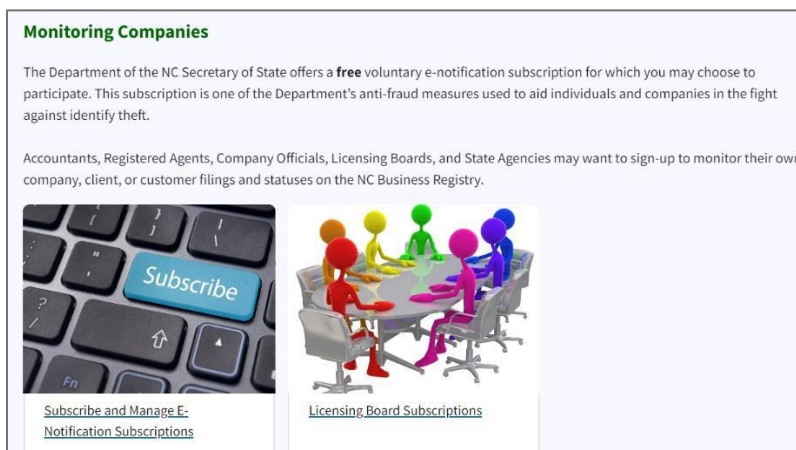 Monitoring Companies
The Department of the NC Secretary of State offers a free voluntary e-notification subscription for which you may choose to
participate. This subscription is one of the Department's anti-fraud measures used to aid individuals and companies in the fight
against identify theft.
Accountants, Registered Agents, Company Officials, Licensing Boards, and State Agencies may want to sign-up to monitor their own
company, client, or customer filings and statuses on the NC Business Registry.
Subscribe
Fn
Subscribe and Manage E-
Notification Subscriptions
Licensing Board Subscriptions